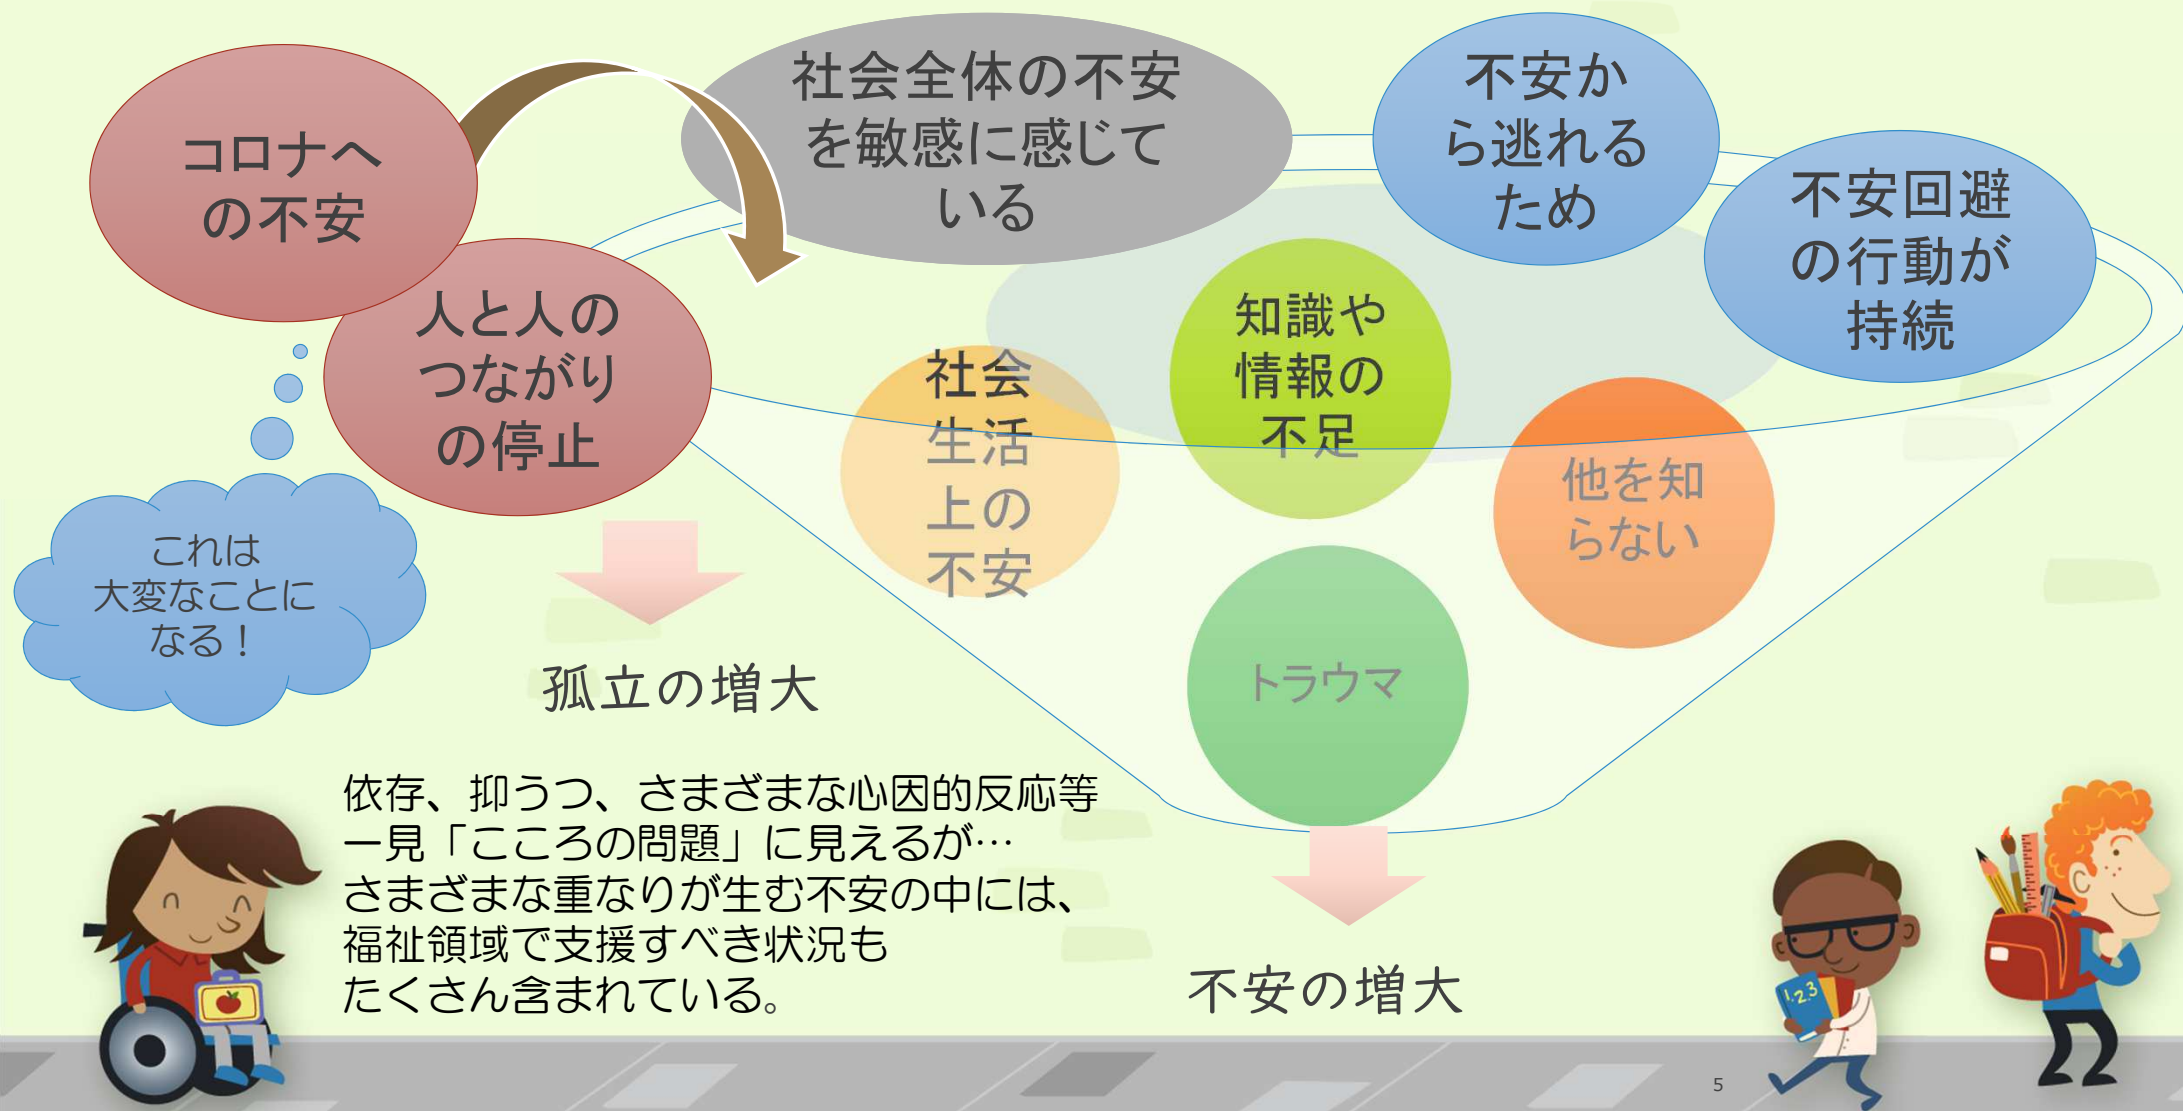 コロナへ
の不安
人と人の
つながり
の停止
社会全体の不安
を敏感に感じて
いる
不安か
ら逃れる
ため
不安回避
の行動が
持続
社会
生活
上の
不安
知識や
情報の
不足
他を知
らない
トラウマ
これは
大変なことに
なる！
孤立の増大
依存、抑うつ、さまざまな心因的反応等
一見「こころの問題」に見えるが…
さまざまな重なりが生む不安の中には、
福祉領域で支援すべき状況も
たくさん含まれている。
不安の増大
1.2.3
5